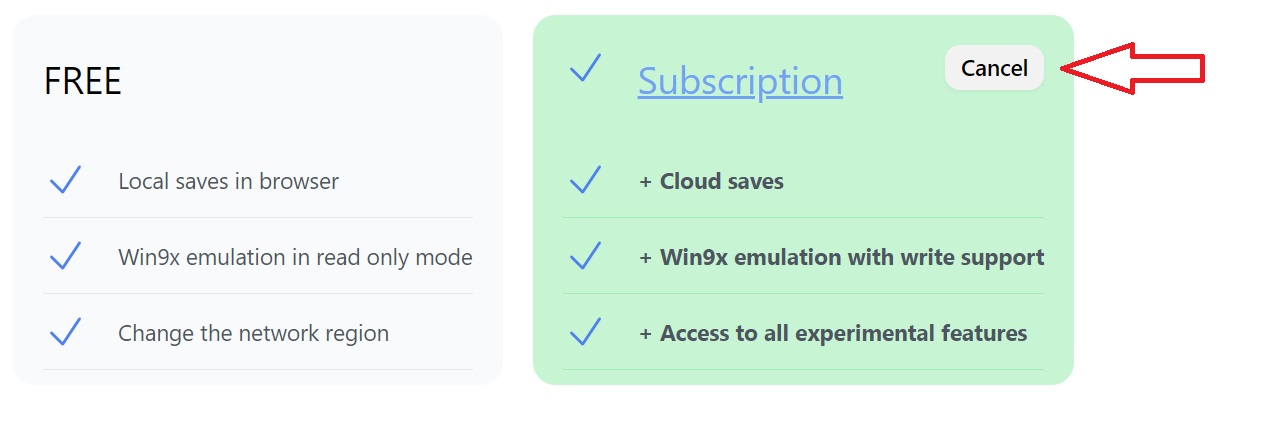 FREE
Local saves in browser
Win9x emulation in read only mode
Change the network region
Subscription
Cancel
+ Cloud saves
+ Win9x emulation with write support
+ Access to all experimental features